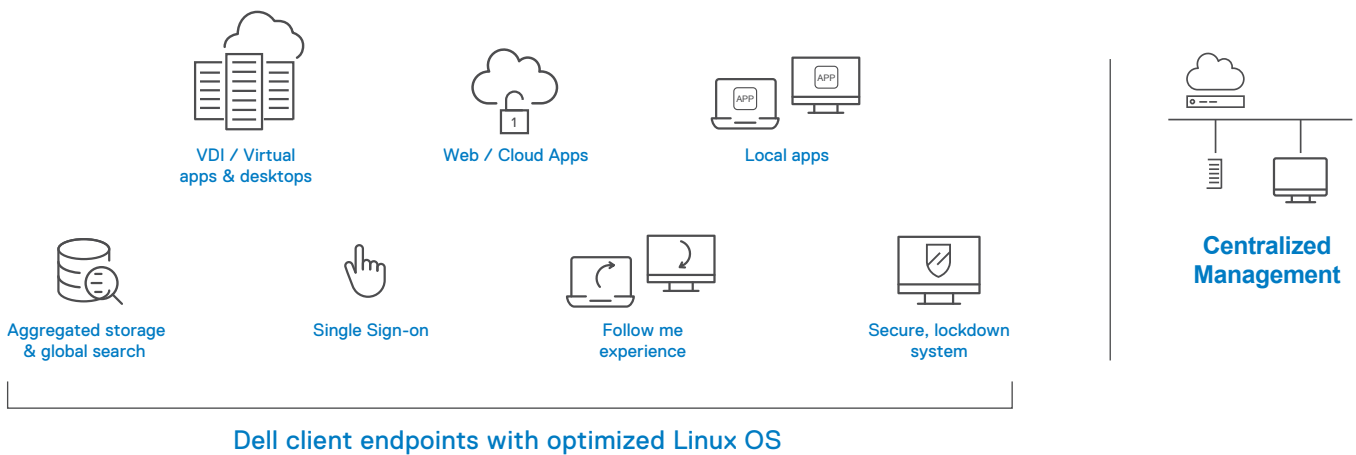 APP
APP
1
VDI / Virtual
apps & desktops
Web / Cloud Apps
Local apps
Aggregated storage
& global search
Single Sign-on
Follow me
experience
Secure, lockdown
system
Centralized
Management
Dell client endpoints with optimized Linux OS